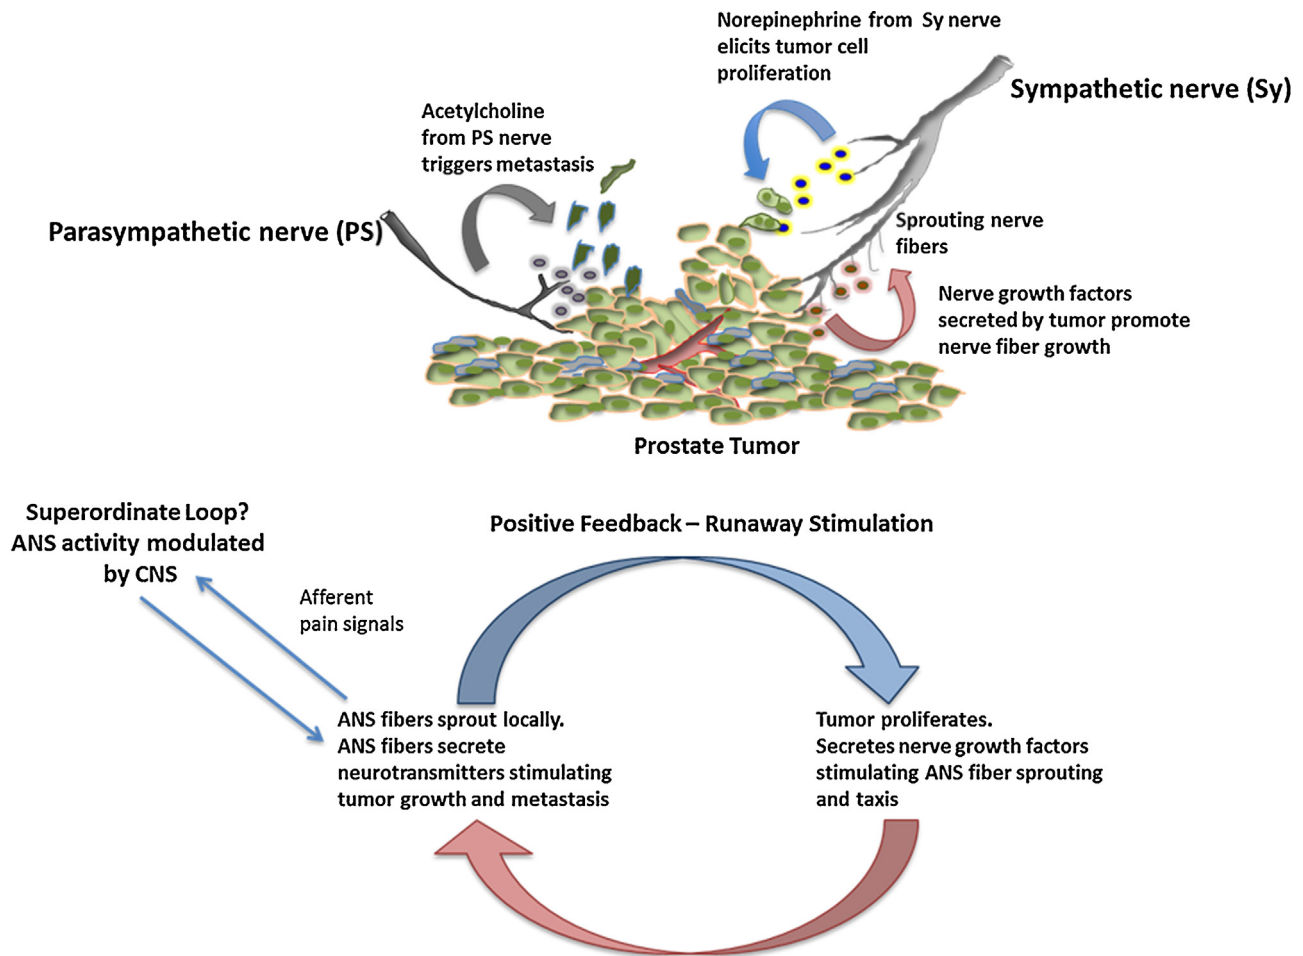 Norepinephrine from Sy nerve
elicits tumor cell
proliferation
Sympathetic nerve (Sy)
Acetylcholine
from PS nerve
triggers metastasis
Parasympathetic nerve (PS)
Sprouting nerve
fibers
Nerve growth factors
secreted by tumor promote
nerve fiber growth
Prostate Tumor
Superordinate Loop?
ANS activity modulated
by CNS
Positive Feedback – Runaway Stimulation
Afferent
pain signals
ANS fibers sprout locally.
ANS fibers secrete
neurotransmitters stimulating
tumor growth and metastasis
Tumor proliferates.
Secretes nerve growth factors
stimulating ANS fiber sprouting
and taxis